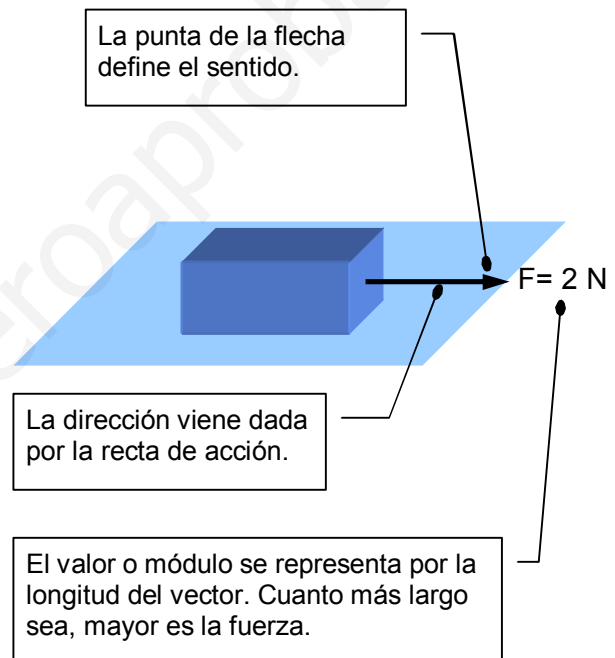 La punta de la flecha
define el sentido.
F= 2 N
La dirección viene dada
por la recta de acción.
El valor o módulo se representa por la
longitud del vector. Cuanto más largo
sea, mayor es la fuerza.